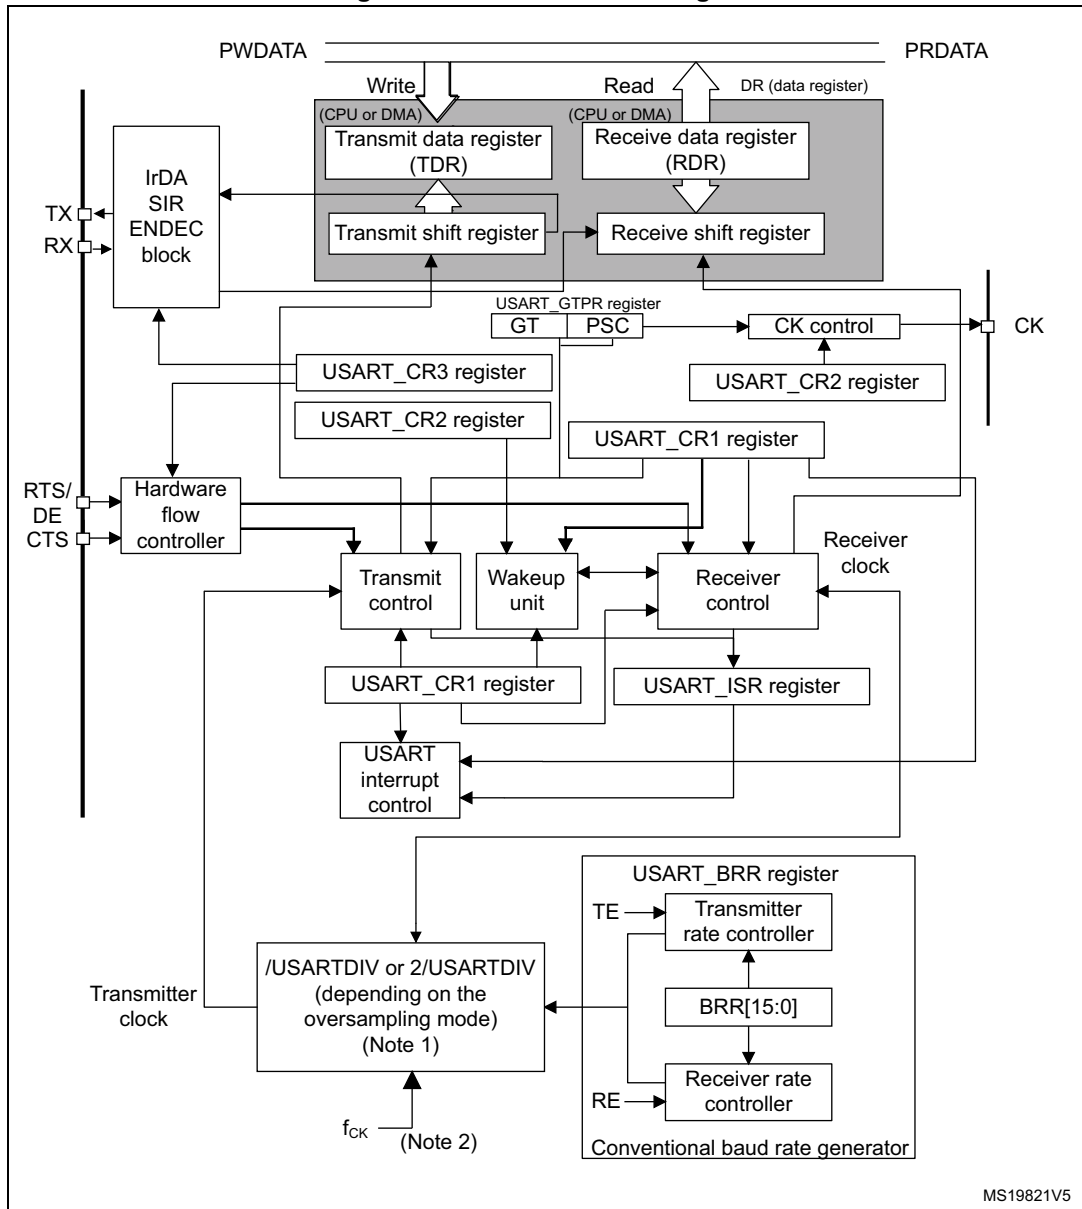 PWDATA
PRDATA
Write
Read
DR (data register)
(CPU or DMA)
(CPU or DMA)
Transmit data register
(TDR)
Receive data register
(RDR)
IrDA
SIR
ENDEC
block
TX
RX
Transmit shift register
Receive shift register
USART_GTPR register
GT
PSC
CK control
CK
USART_CR3 register
USART_CR2 register
USART_CR2 register
USART_CR1 register
RTS/
DE
CTS
Hardware
flow
controller
Receiver
clock
Transmit
control
Wakeup
unit
Receiver
control
USART_CR1 register
USART_ISR register
USART
interrupt
control
USART_BRR register
TE
Transmitter
rate controller
/USARTDIV or 2/USARTDIV
(depending on the
oversampling mode)
(Note 1)
Transmitter
clock
BRR[15:0]
Receiver rate
controller
RE
fCK
(Note 2)
Conventional baud rate generator
MS19821V5